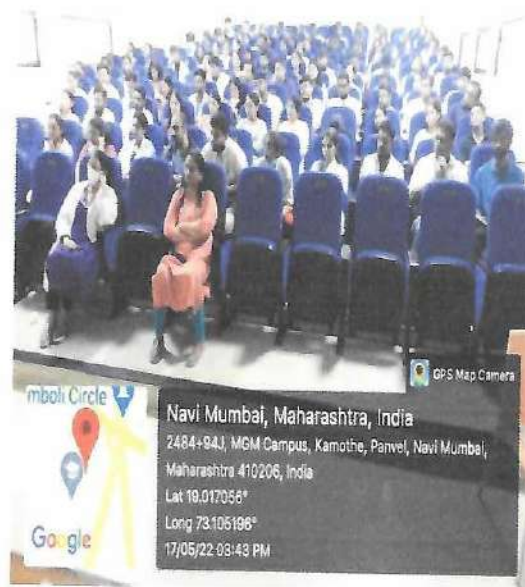 GPS Map Camera
mboli Circle
Google
Navi Mumbai, Maharashtra, India
2484+94J, MGM Campus, Kamothe, Panvel, Navi Mumbai,
Maharashtra 410206, India
Lat 19.017056°
Long 73.105196°
17/05/22 03:43 PM